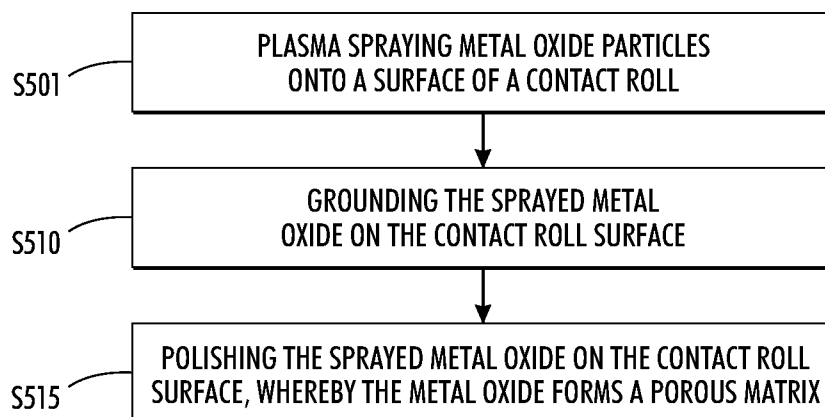 S501
PLASMA SPRAYING METAL OXIDE PARTICLES
ONTO A SURFACE OF A CONTACT ROLL
S510
GROUNDING THE SPRAYED METAL
OXIDE ON THE CONTACT ROLL SURFACE
S515
POLISHING THE SPRAYED METAL OXIDE ON THE CONTACT ROLL
SURFACE, WHEREBY THE METAL OXIDE FORMS A POROUS MATRIX